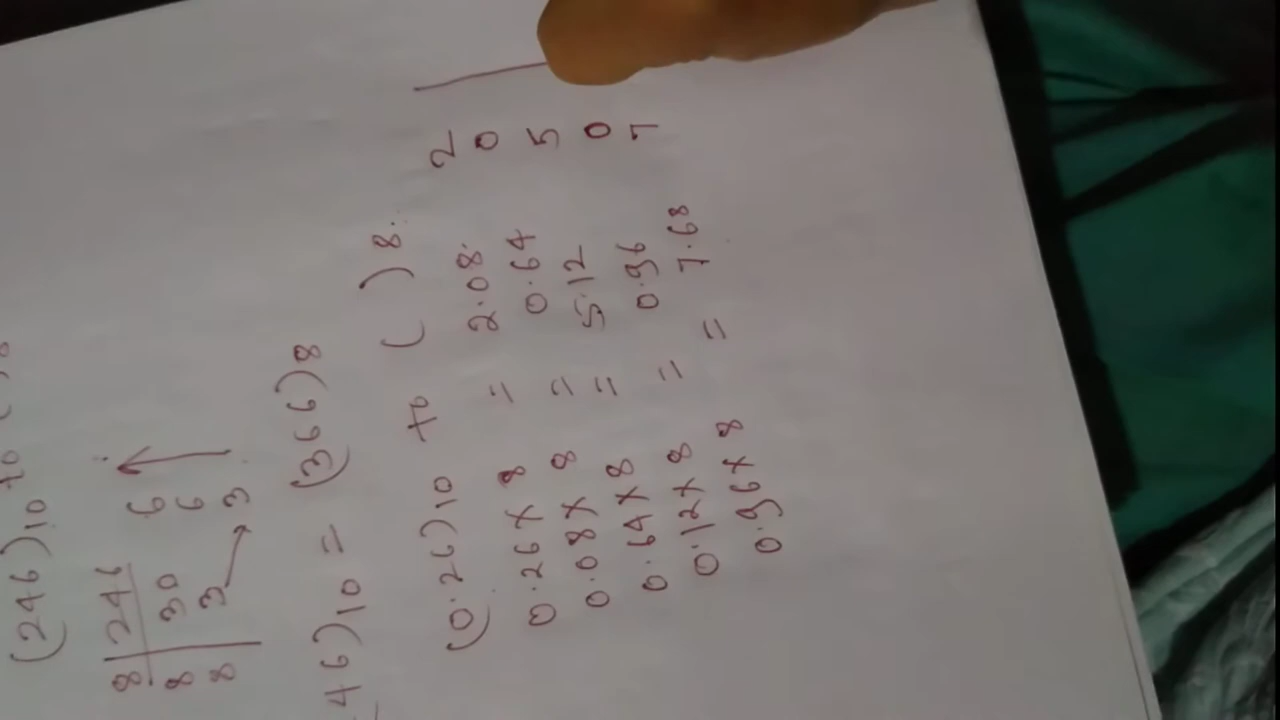 (246)10 to ( )8
8 246
8 30 6
8 3 6
3
46)10 = (366)8
(0.26)10 to ( )8.
0.26 x 8 = 2.08. 2
0.08 x 8 = 0.64 0
0.64 x 8 = 5.12 5
0.12 x 8 = 0.96 0
0.96 x 8 = 7.68 7